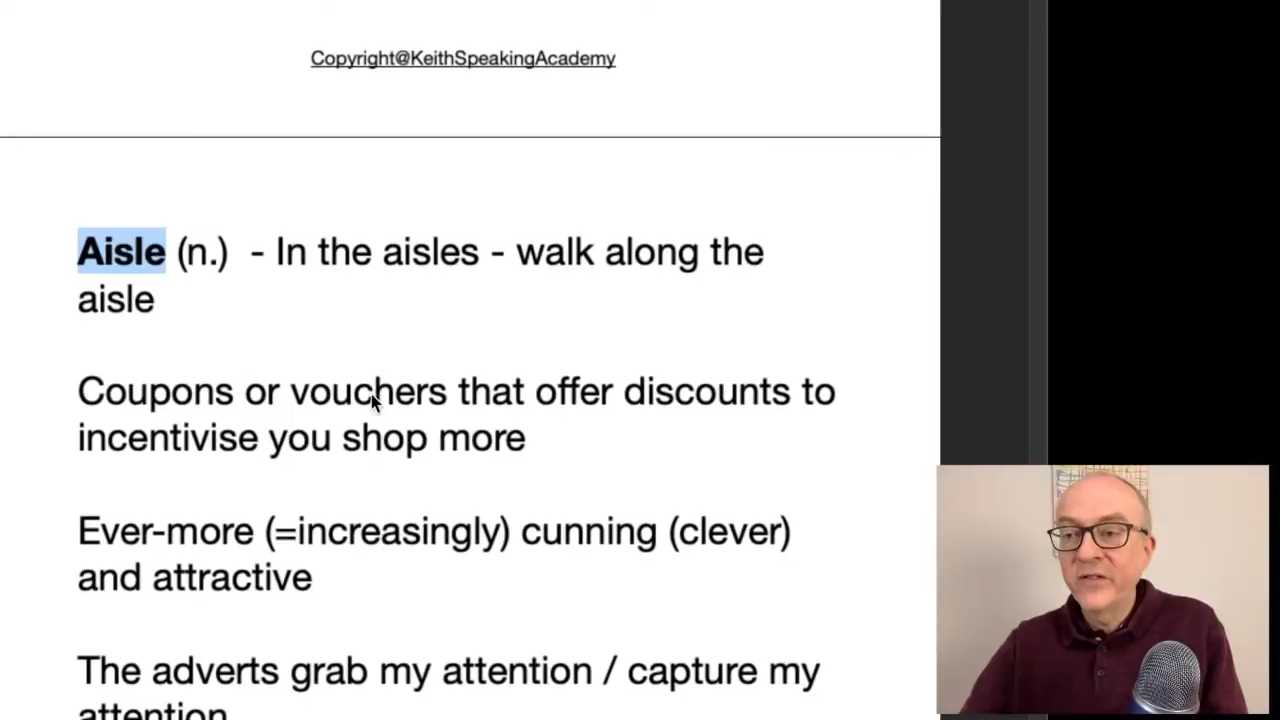 Copyright@KeithSpeakingAcademy
Aisle (n.) - In the aisles - walk along the
aisle
Coupons or vouchers that offer discounts to
incentivise you shop more
Ever-more (=increasingly) cunning (clever)
and attractive
The adverts grab my attention / capture my
attention